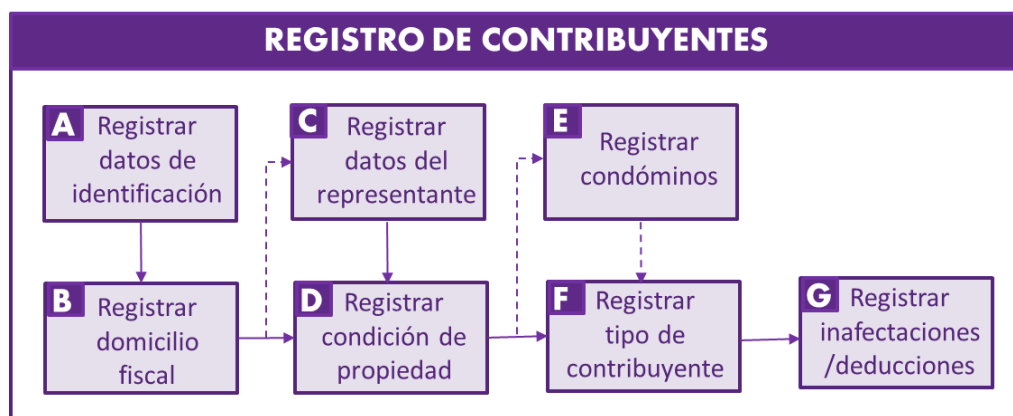 REGISTRO DE CONTRIBUYENTES
A Registrar
datos de
identificación
B Registrar
domicilio
fiscal
C Registrar
datos del
representante
D Registrar
condición de
propiedad
E Registrar
condóminos
F Registrar
tipo de
contribuyente
G Registrar
inafectaciones
/deducciones